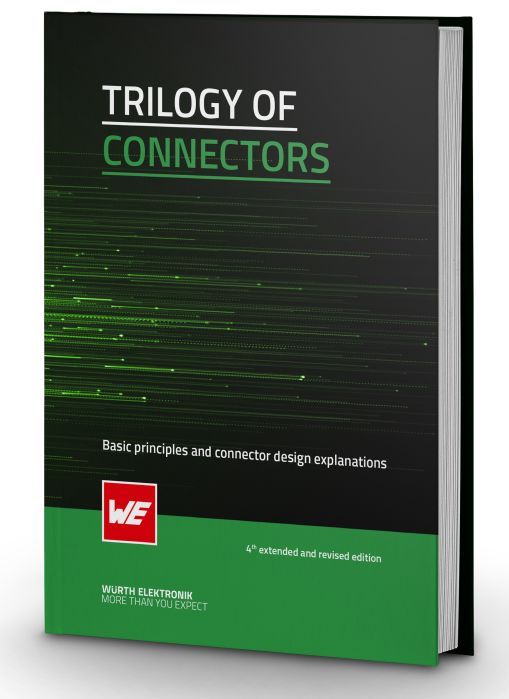 TRILOGY OF
CONNECTORS
Basic principles and connector design explanations
WE
4th extended and revised edition
WURTH ELEKTRONIK
MORE THAN YOU EXPECT